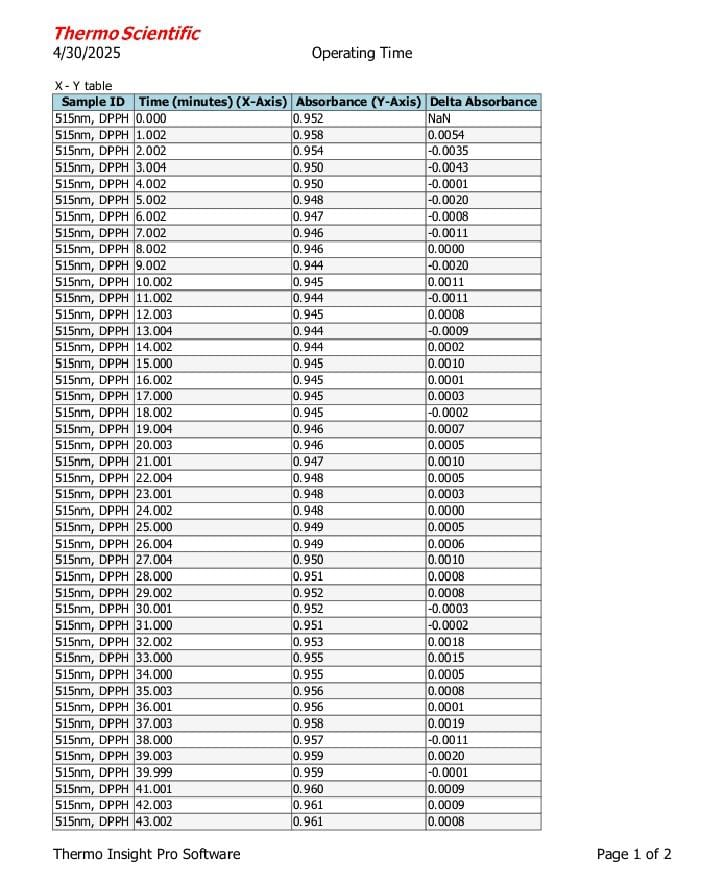 Thermo Scientific
4/30/2025 Operating Time
X - Y table
Sample ID Time (minutes) (X-Axis) Absorbance (Y-Axis) Delta Absorbance
515nm, DPPH 0.000 0.952 NaN
515nm, DPPH 1.002 0.958 0.0054
515nm, DPPH 2.002 0.954 -0.0035
515nm, DPPH 3.004 0.950 -0.0043
515nm, DPPH 4.002 0.950 -0.0001
515nm, DPPH 5.002 0.948 -0.0020
515nm, DPPH 6.002 0.947 -0.0008
515nm, DPPH 7.002 0.946 -0.0011
515nm, DPPH 8.002 0.946 0.0000
515nm, DPPH 9.002 0.944 -0.0020
515nm, DPPH 10.002 0.945 0.0011
515nm, DPPH 11.002 0.944 -0.0011
515nm, DPPH 12.003 0.945 0.0008
515nm, DPPH 13.004 0.944 -0.0009
515nm, DPPH 14.002 0.944 0.0002
515nm, DPPH 15.000 0.945 0.0010
515nm, DPPH 16.002 0.945 0.0001
515nm, DPPH 17.000 0.945 0.0003
515nm, DPPH 18.002 0.945 -0.0002
515nm, DPPH 19.004 0.946 0.0007
515nm, DPPH 20.003 0.946 0.0005
515nm, DPPH 21.001 0.947 0.0010
515nm, DPPH 22.004 0.948 0.0005
515nm, DPPH 23.001 0.948 0.0003
515nm, DPPH 24.002 0.948 0.0000
515nm, DPPH 25.000 0.949 0.0005
515nm, DPPH 26.004 0.949 0.0006
515nm, DPPH 27.004 0.950 0.0010
515nm, DPPH 28.000 0.951 0.0008
515nm, DPPH 29.002 0.952 0.0008
515nm, DPPH 30.001 0.952 -0.0003
515nm, DPPH 31.000 0.951 -0.0002
515nm, DPPH 32.002 0.953 0.0018
515nm, DPPH 33.000 0.955 0.0015
515nm, DPPH 34.000 0.955 0.0005
515nm, DPPH 35.003 0.956 0.0008
515nm, DPPH 36.001 0.956 0.0001
515nm, DPPH 37.003 0.958 0.0019
515nm, DPPH 38.000 0.957 -0.0011
515nm, DPPH 39.003 0.959 0.0020
515nm, DPPH 39.999 0.959 -0.0001
515nm, DPPH 41.001 0.960 0.0009
515nm, DPPH 42.003 0.961 0.0009
515nm, DPPH 43.002 0.961 0.0008
Thermo Insight Pro Software Page 1 of 2